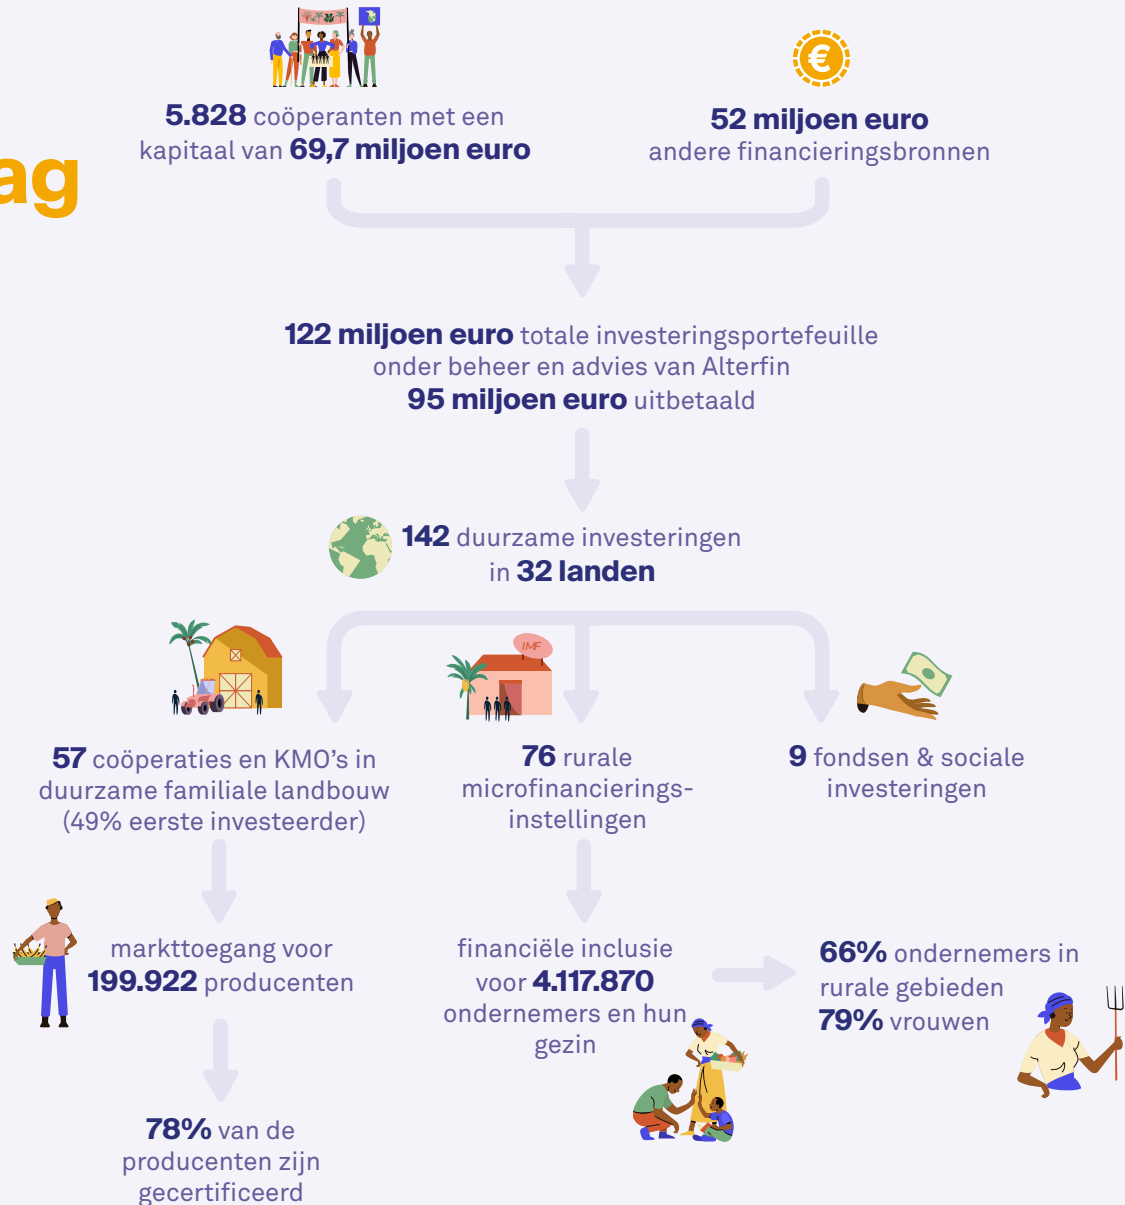 ag
5.828 coöperanten met een
kapitaal van 69,7 miljoen euro
€
52 miljoen euro
andere financieringsbronnen
122 miljoen euro totale investeringsportefeuille
onder beheer en advies van Alterfin
95 miljoen euro uitbetaald
142 duurzame investeringen
in 32 landen
57 coöperaties en KMO's in
duurzame familiale landbouw
(49% eerste investeerder)
IMF
76 rurale
microfinancierings-
instellingen
9 fondsen & sociale
investeringen
markttoegang voor
199.922 producenten
financiële inclusie
voor 4.117.870
ondernemers en hun
gezin
66% ondernemers in
rurale gebieden
79% vrouwen
78% van de
producenten zijn
gecertificeerd